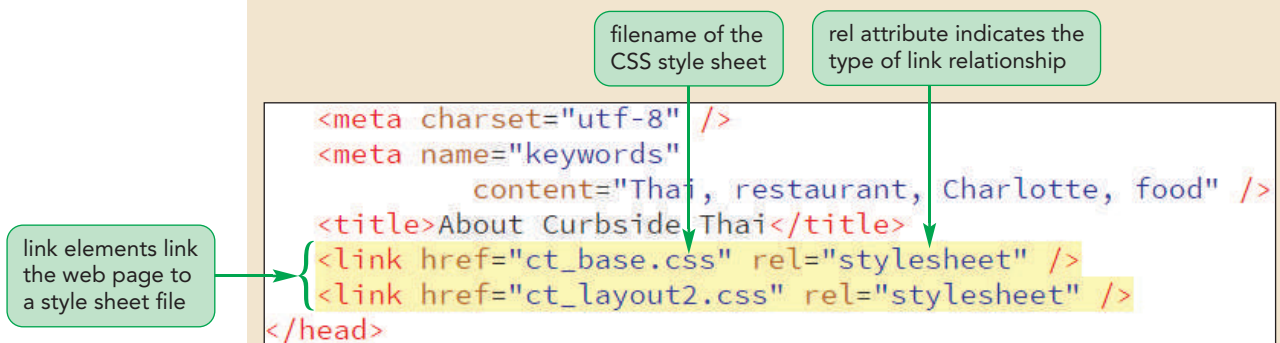 filename of the
CSS style sheet
rel attribute indicates the
type of link relationship
<meta charset="utf-8" />
<meta name="keywords"
content="Thai, restaurant, Charlotte, food" />
<title>About Curbside Thai</title>
link elements link
the web page to
a style sheet file
<link href="ct_base.css" rel="stylesheet" />
<link href="ct_layout2.css" rel="stylesheet" />
</head>